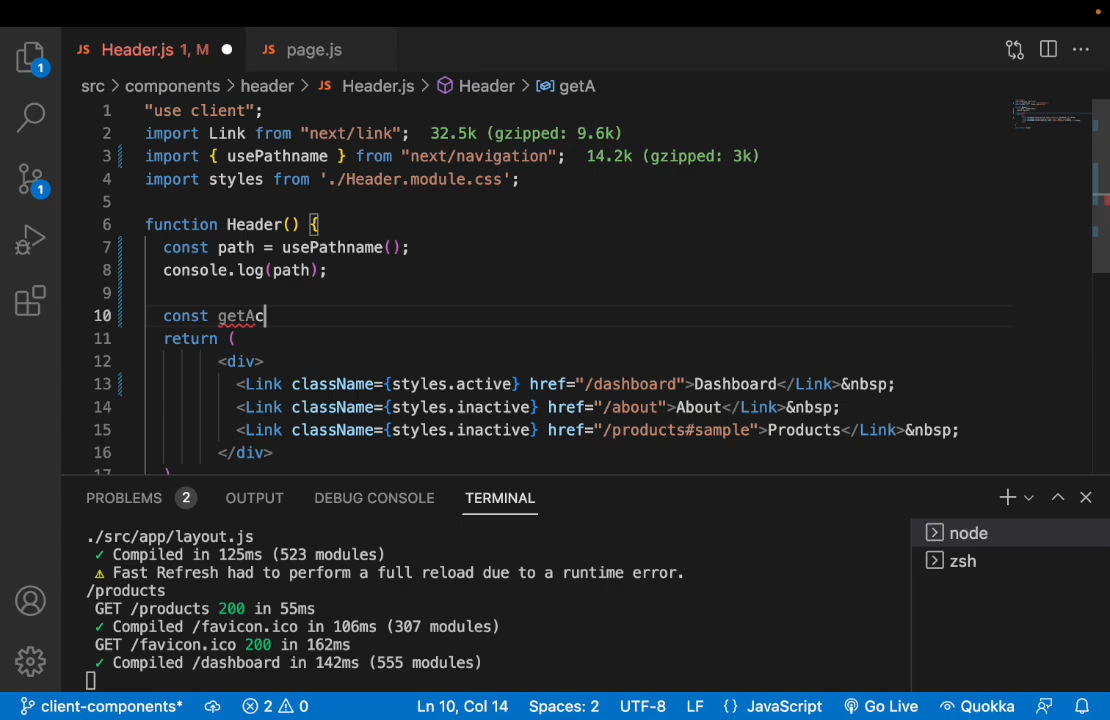 JS Header.js 1, M
JS page.js
src > components > header > JS Header.js > Header > getA
1 "use client";
2 import Link from "next/link"; 32.5k (gzipped: 9.6k)
3 import { usePathname } from "next/navigation"; 14.2k (gzipped: 3k)
4 import styles from './Header.module.css';
5
6 function Header() {
7 const path = usePathname();
8 console.log(path);
9
10 const getAc
11 return (
12 <div>
13 <Link className={styles.active} href="/dashboard">Dashboard</Link>&nbsp;
14 <Link className={styles.inactive} href="/about">About</Link>&nbsp;
15 <Link className={styles.inactive} href="/products#sample">Products</Link>&nbsp;
16 </div>
17 )
1
1
PROBLEMS 2 OUTPUT DEBUG CONSOLE TERMINAL
./src/app/layout.js
✓ Compiled in 125ms (523 modules)
⚠ Fast Refresh had to perform a full reload due to a runtime error.
/products
GET /products 200 in 55ms
✓ Compiled /favicon.ico in 106ms (307 modules)
GET /favicon.ico 200 in 162ms
✓ Compiled /dashboard in 142ms (555 modules)
node
zsh
client-components* 2 0 Ln 10, Col 14 Spaces: 2 UTF-8 LF {} JavaScript Go Live Quokka